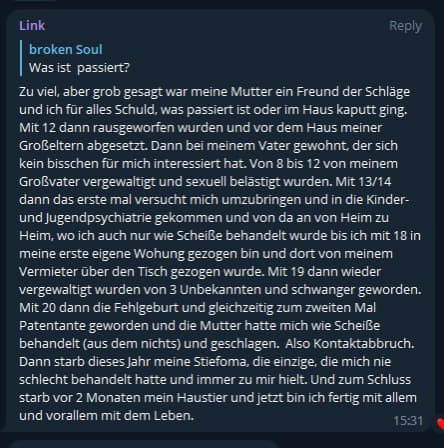 Link
Reply
broken Soul
Was ist passiert?
Zu viel, aber grob gesagt war meine Mutter ein Freund der Schläge
und ich für alles Schuld, was passiert ist oder im Haus kaputt ging.
Mit 12 dann rausgeworfen wurden und vor dem Haus meiner
Großeltern abgesetzt. Dann bei meinem Vater gewohnt, der sich
kein bisschen für mich interessiert hat. Von 8 bis 12 von meinem
Großvater vergewaltigt und sexuell belästigt wurden. Mit 13/14
dann das erste mal versucht mich umzubringen und in die Kinder-
und Jugendpsychiatrie gekommen und von da an von Heim zu
Heim, wo ich auch nur wie Scheiße behandelt wurde bis ich mit 18 in
meine erste eigene Wohung gezogen bin und dort von meinem
Vermieter über den Tisch gezogen wurde. Mit 19 dann wieder
vergewaltigt wurden von 3 Unbekannten und schwanger geworden.
Mit 20 dann die Fehlgeburt und gleichzeitig zum zweiten Mal
Patentante geworden und die Mutter hatte mich wie Scheiße
behandelt (aus dem nichts) und geschlagen. Also Kontaktabbruch.
Dann starb dieses Jahr meine Stiefoma, die einzige, die mich nie
schlecht behandelt hatte und immer zu mir hielt. Und zum Schluss
starb vor 2 Monaten mein Haustier und jetzt bin ich fertig mit allem
und vorallem mit dem Leben.
15:31